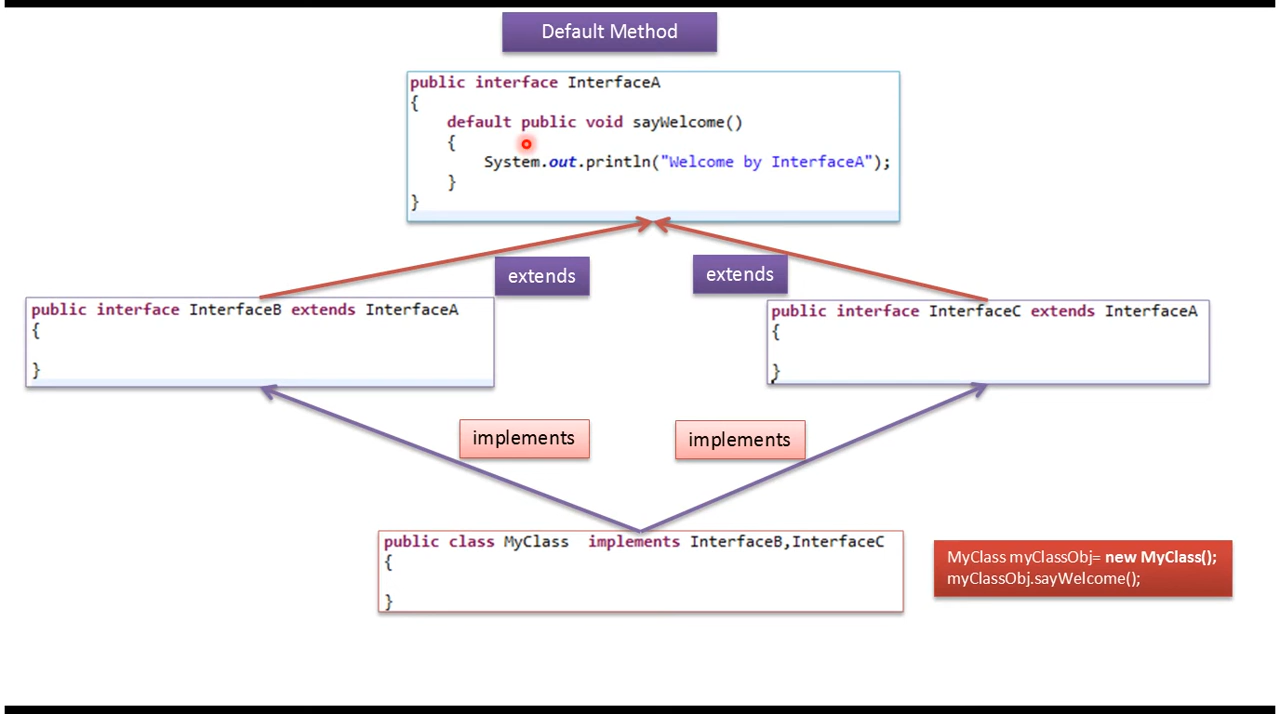 Default Method
public interface InterfaceA
{
default public void sayWelcome()
{
System.out.println("Welcome by InterfaceA");
}
}
extends
extends
public interface InterfaceB extends InterfaceA
{
}
public interface InterfaceC extends InterfaceA
{
}
implements
implements
public class MyClass  implements InterfaceB,InterfaceC
{
}
MyClass myClassObj= new MyClass();
myClassObj.sayWelcome();